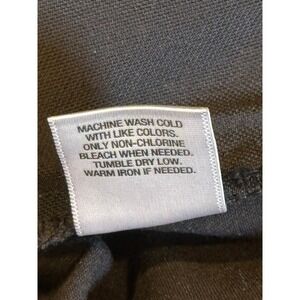 MACHINE WASH COLD
WITH LIKE COLORS.
ONLY NON-CHLORINE
BLEACH WHEN NEEDED.
TUMBLE DRY LOW.
WARM IRON IF NEEDED.